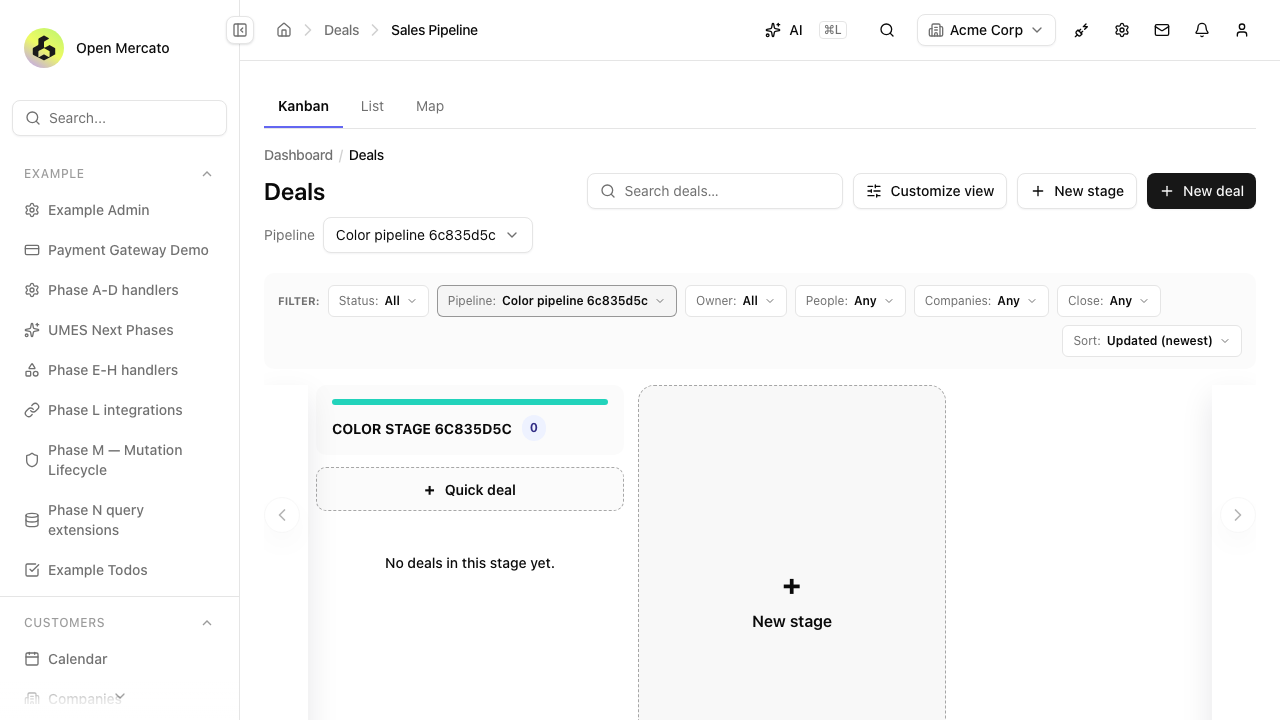 Open Mercato
Deals
Sales Pipeline
AI
⌘L
Acme Corp
Search...
EXAMPLE
Example Admin
Payment Gateway Demo
Phase A-D handlers
UMES Next Phases
Phase E-H handlers
Phase L integrations
Phase M — Mutation
Lifecycle
Phase N query
extensions
Example Todos
CUSTOMERS
Calendar
Companies
Kanban
List
Map
Dashboard / Deals
Deals
Search deals...
Customize view
New stage
New deal
Pipeline
Color pipeline 6c835d5c
FILTER:
Status: All
Pipeline: Color pipeline 6c835d5c
Owner: All
People: Any
Companies: Any
Close: Any
Sort: Updated (newest)
COLOR STAGE 6C835D5C
0
+ Quick deal
No deals in this stage yet.
+
New stage